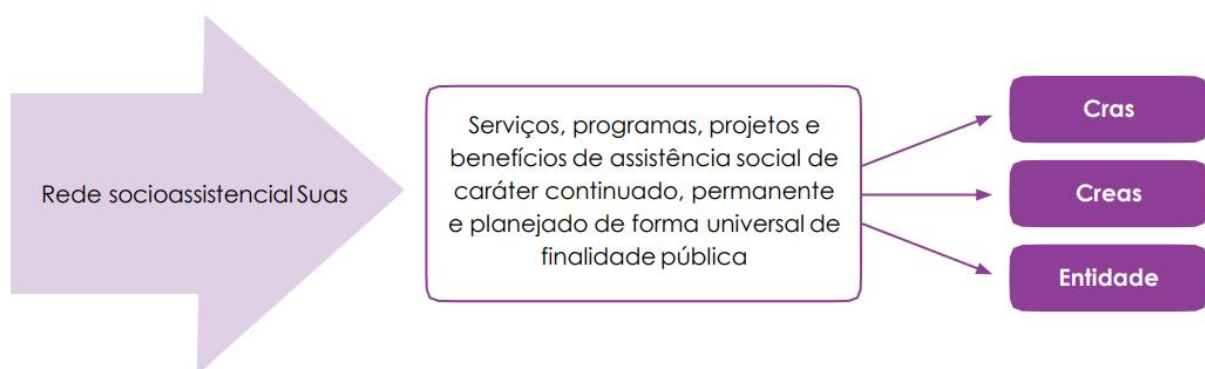 Rede socioassistencial Suas
Serviços, programas, projetos e
benefícios de assistência social de
caráter continuado, permanente
e planejado de forma universal de
finalidade pública
Cras
Creas
Entidade